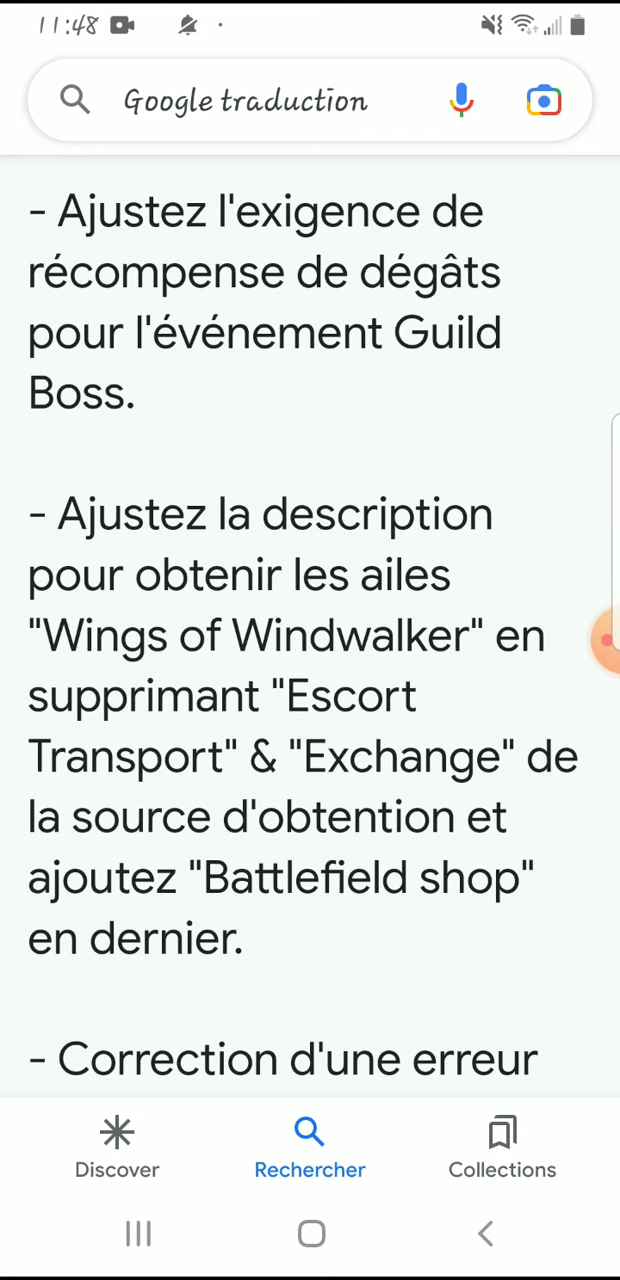 11:48
Google traduction
- Ajustez l'exigence de
récompense de dégâts
pour l'événement Guild
Boss.
- Ajustez la description
pour obtenir les ailes
"Wings of Windwalker" en
supprimant "Escort
Transport" & "Exchange" de
la source d'obtention et
ajoutez "Battlefield shop"
en dernier.
- Correction d'une erreur
Discover Rechercher Collections